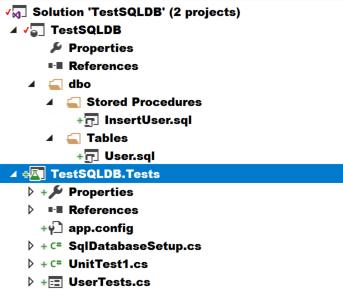 Solution 'TestSQLDB' (2 projects)
TestSQLDB
Properties
References
dbo
Stored Procedures
InsertUser.sql
Tables
User.sql
TestSQLDB.Tests
Properties
References
app.config
C# SqlDatabaseSetup.cs
C# UnitTest1.cs
UserTests.cs